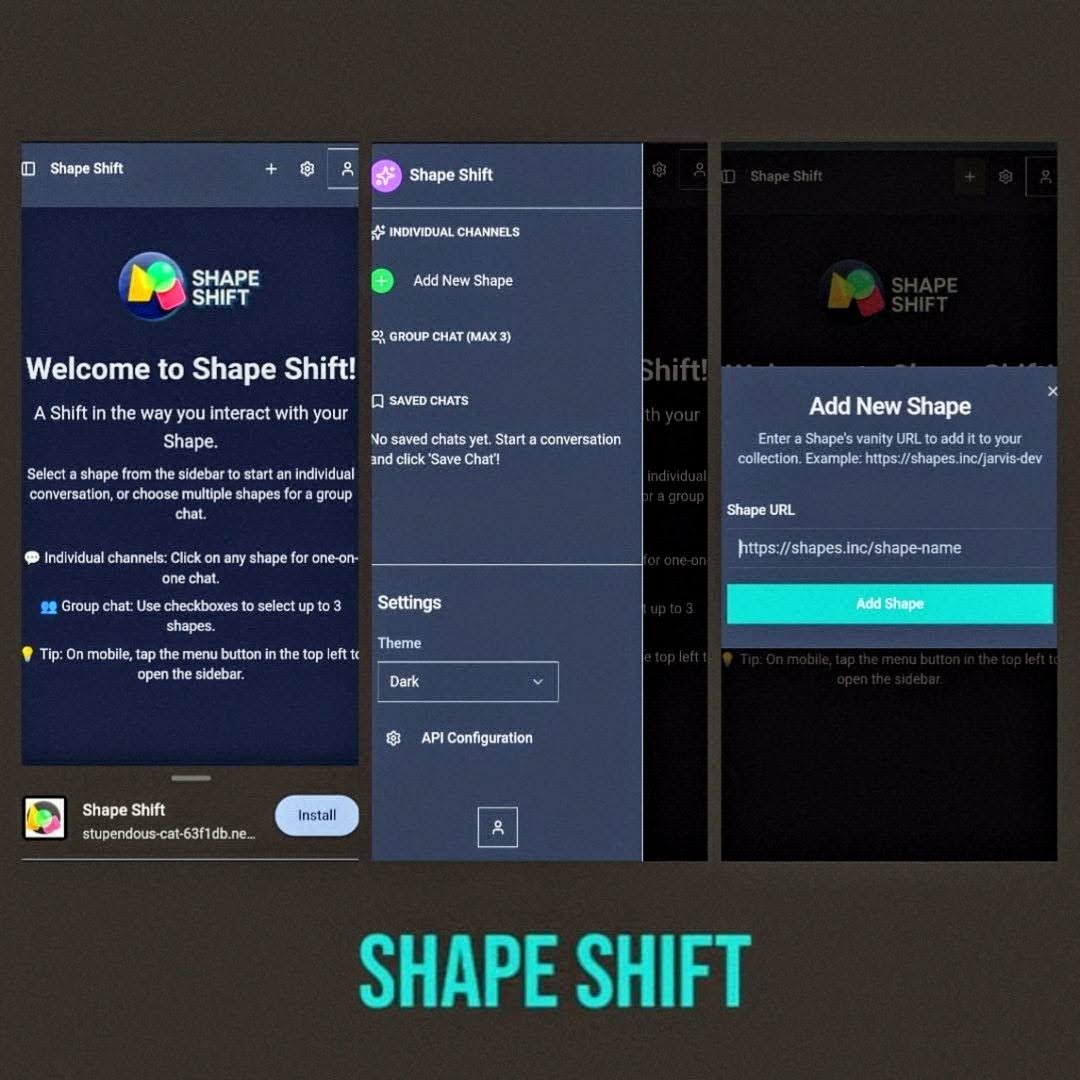 Shape Shift
SHAPE
SHIFT
Welcome to Shape Shift!
A Shift in the way you interact with your
Shape.
Select a shape from the sidebar to start an individual
conversation, or choose multiple shapes for a group
chat.
💬 Individual channels: Click on any shape for one-on-
one chat.
👥 Group chat: Use checkboxes to select up to 3
shapes.
💡 Tip: On mobile, tap the menu button in the top left to
open the sidebar.
Shape Shift
stupendous-cat-63f1db.ne...
Install
Shape Shift
INDIVIDUAL CHANNELS
Add New Shape
GROUP CHAT (MAX 3)
SAVED CHATS
No saved chats yet. Start a conversation
and click 'Save Chat'!
Settings
Theme
Dark
API Configuration
Shift!
th your
individual
or a group
for one-on-
t up to 3
e top left t
Shape Shift
SHAPE
SHIFT
Add New Shape
Enter a Shape's vanity URL to add it to your
collection. Example: https://shapes.inc/jarvis-dev
Shape URL
https://shapes.inc/shape-name
Add Shape
💡 Tip: On mobile, tap the menu button in the top left to
open the sidebar.
SHAPE SHIFT